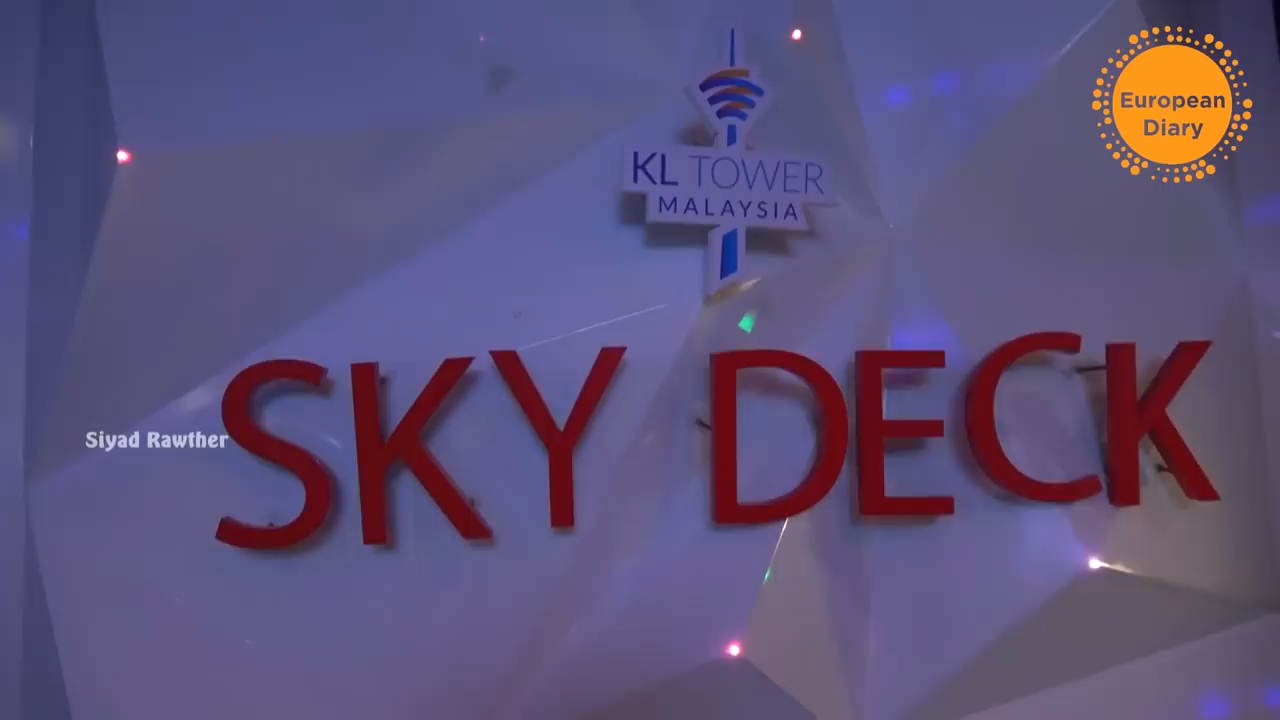 European
Diary
KL TOWER
MALAYSIA
SKY DECK
Siyad Rawther